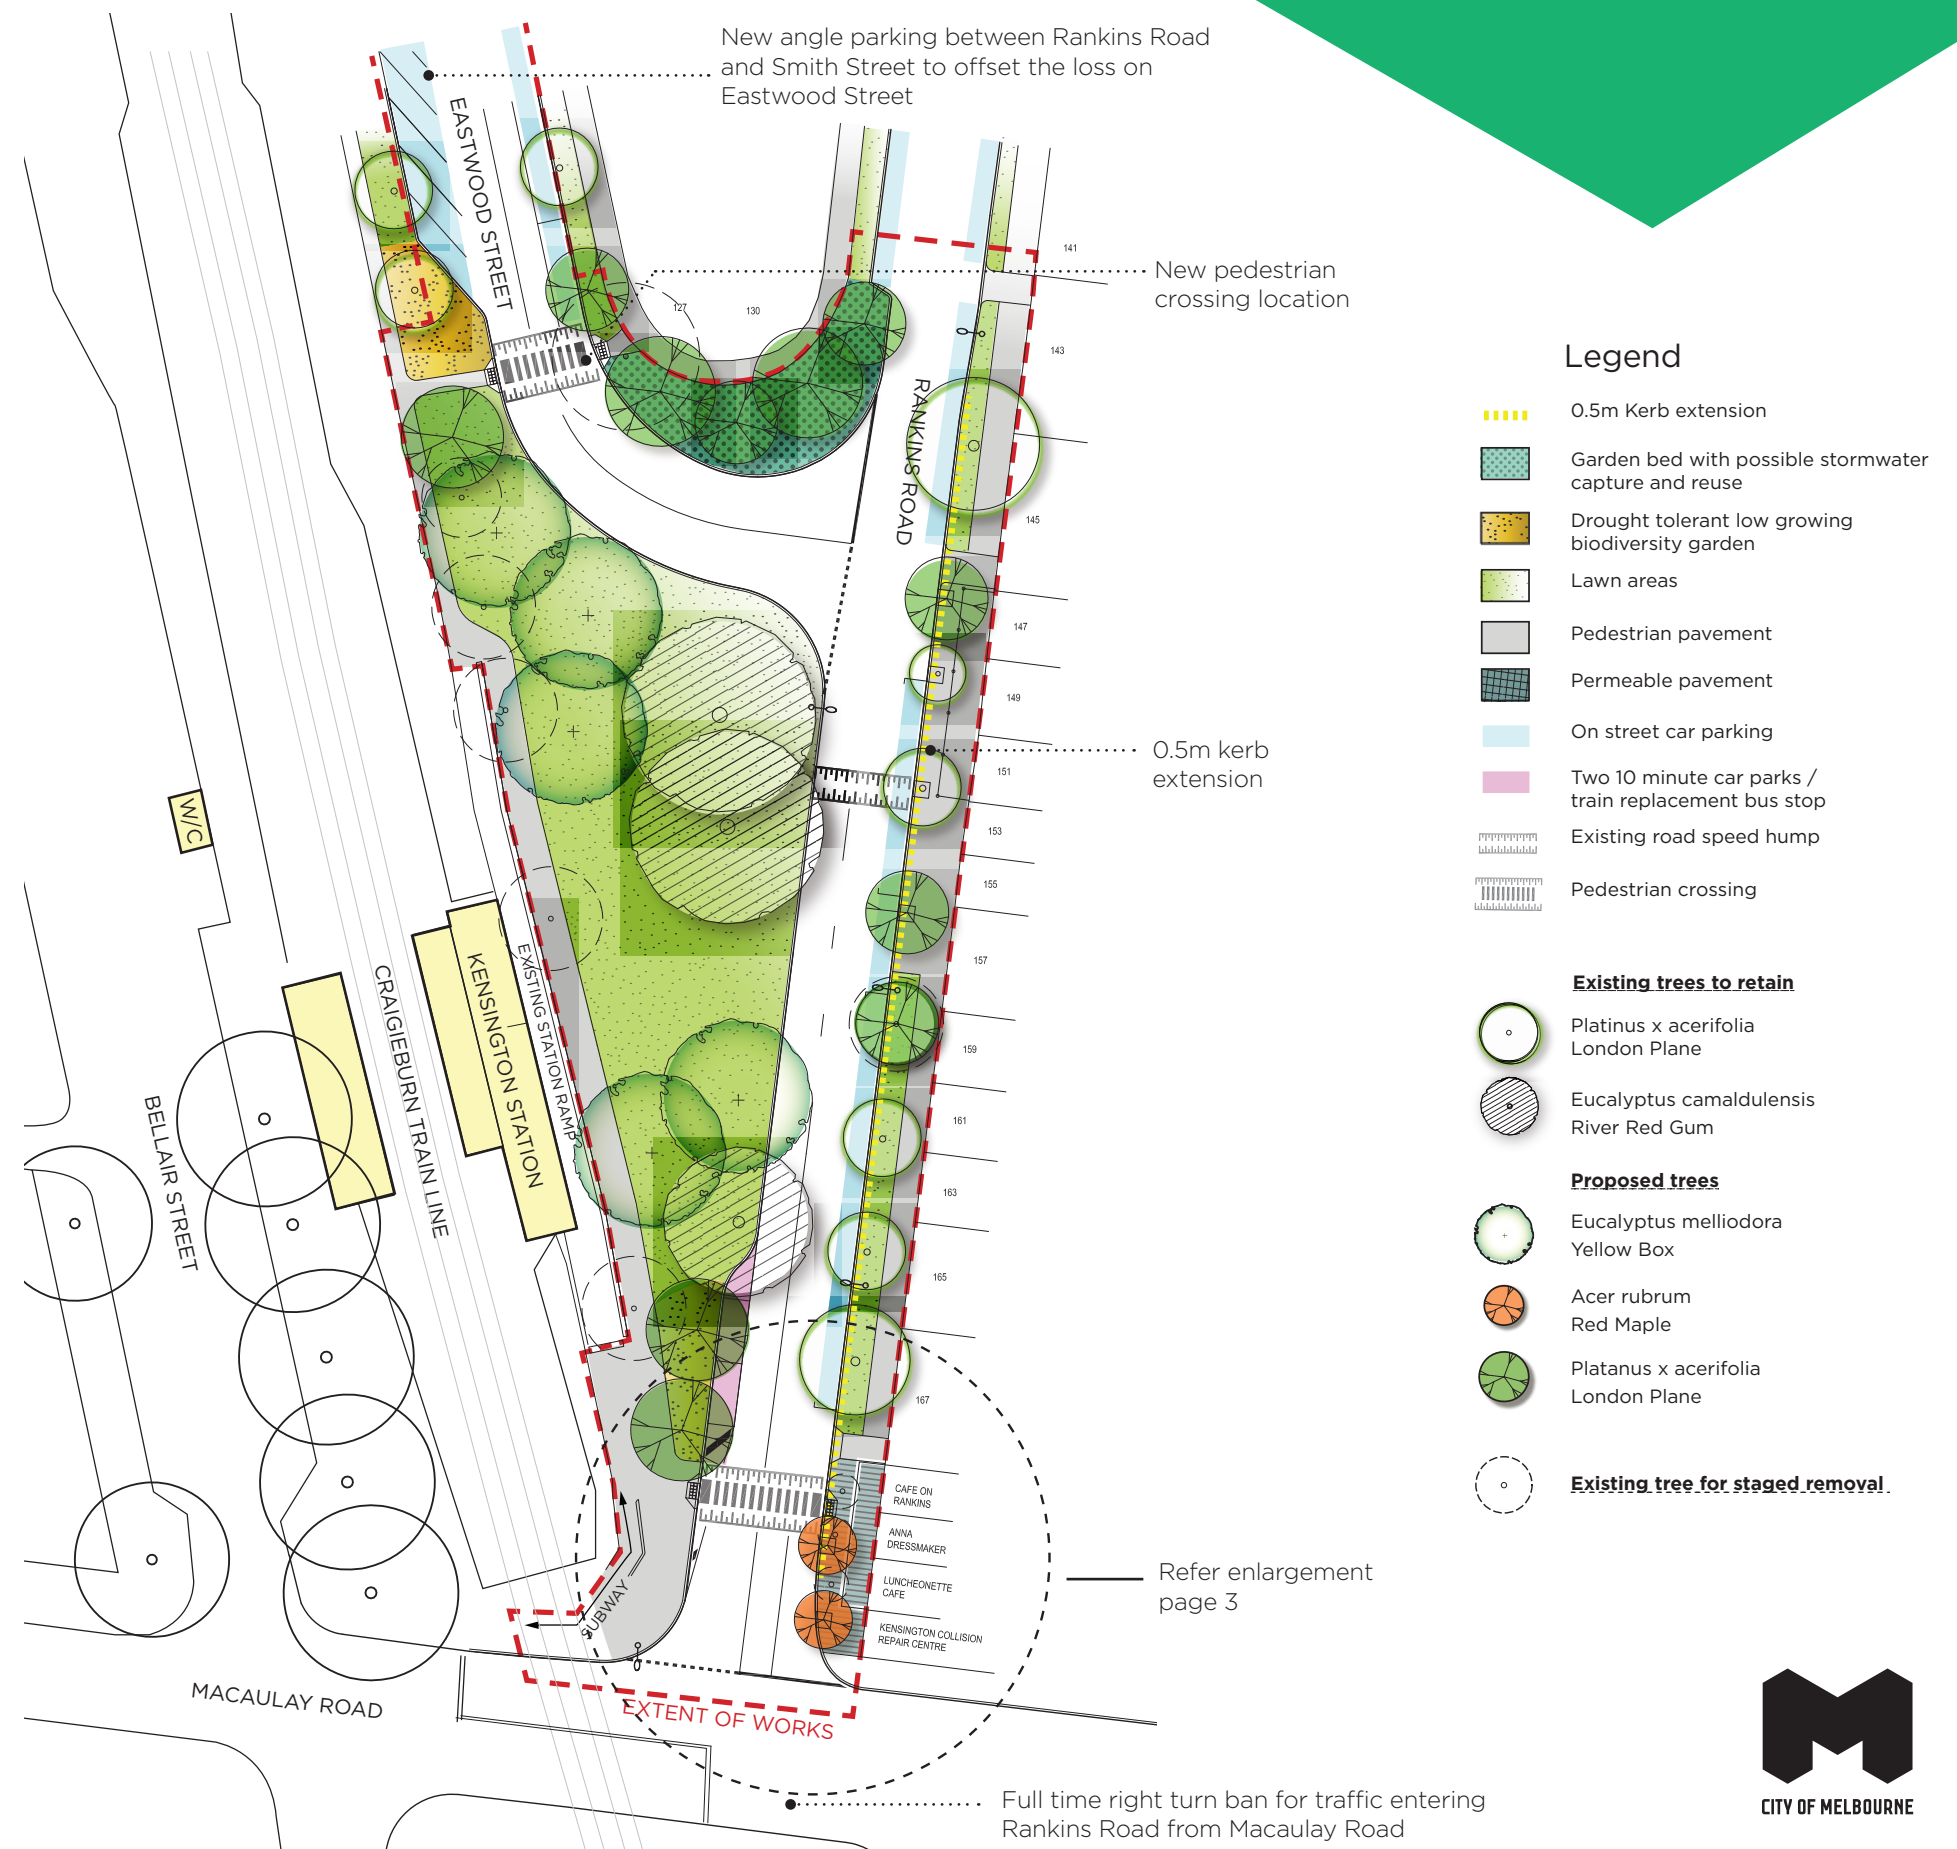 New angle parking between Rankins Road
and Smith Street to offset the loss on
Eastwood Street
EASTWOOD STREET
New pedestrian
crossing location
127
130
141
143
RANKINS ROAD
145
147
149
0.5m kerb
extension
151
153
155
157
159
161
163
165
167
W/C
CRAIGIEBURN TRAIN LINE
KENSINGTON STATION
EXISTING STATION RAMP
BELLAIR STREET
CAFE ON
RANKINS
ANNA
DRESSMAKER
LUNCHEONETTE
CAFE
KENSINGTON COLLISION
REPAIR CENTRE
SUBWAY
Refer enlargement
page 3
MACAULAY ROAD
EXTENT OF WORKS
Full time right turn ban for traffic entering
Rankins Road from Macaulay Road
Legend
0.5m Kerb extension
Garden bed with possible stormwater
capture and reuse
Drought tolerant low growing
biodiversity garden
Lawn areas
Pedestrian pavement
Permeable pavement
On street car parking
Two 10 minute car parks /
train replacement bus stop
Existing road speed hump
Pedestrian crossing
Existing trees to retain
Platinus x acerifolia
London Plane
Eucalyptus camaldulensis
River Red Gum
Proposed trees
Eucalyptus melliodora
Yellow Box
Acer rubrum
Red Maple
Platanus x acerifolia
London Plane
Existing tree for staged removal
CITY OF MELBOURNE